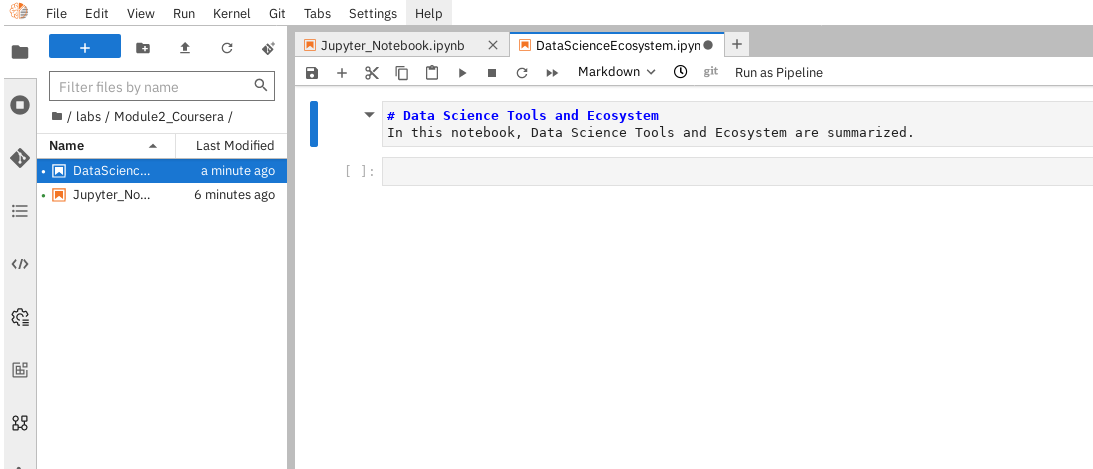 File Edit View Run Kernel Git Tabs Settings Help
+
Filter files by name
/ labs / Module2_Coursera /
Name Last Modified
DataScienc... a minute ago
Jupyter_No... 6 minutes ago
Jupyter_Notebook.ipynb
DataScienceEcosystem.ipyn
Markdown git Run as Pipeline
# Data Science Tools and Ecosystem
In this notebook, Data Science Tools and Ecosystem are summarized.
[ ]: